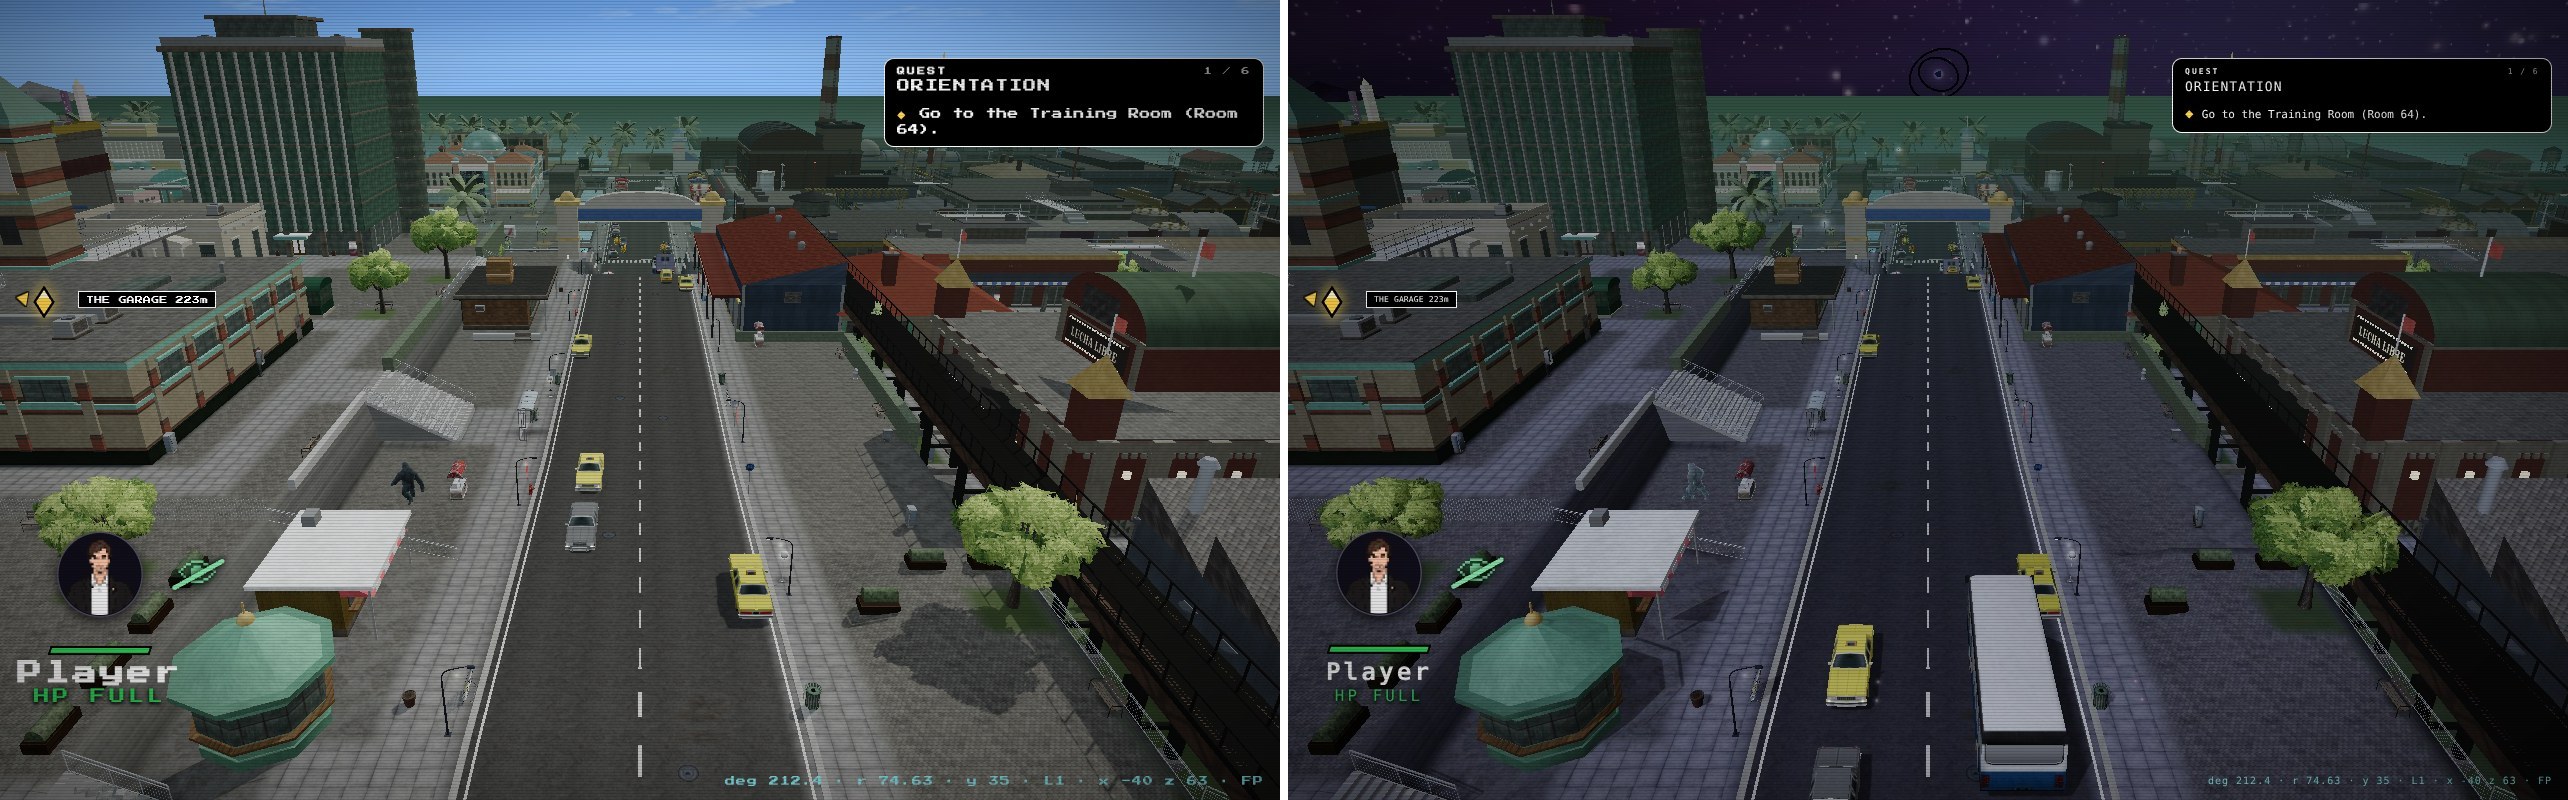 QUEST 1 / 6
ORIENTATION
◆ Go to the Training Room (Room
64).
THE GARAGE 223m
LUCHA LIBRE
Player
HP FULL
deg 212.4 · r 74.63 · y 35 · L1 · x -40 z 63 · FP
QUEST 1 / 6
ORIENTATION
◆ Go to the Training Room (Room 64).
THE GARAGE 223m
LUCHA LIBRE
Player
HP FULL
deg 212.4 · r 74.63 · y 35 · L1 · x -40 z 63 · FP